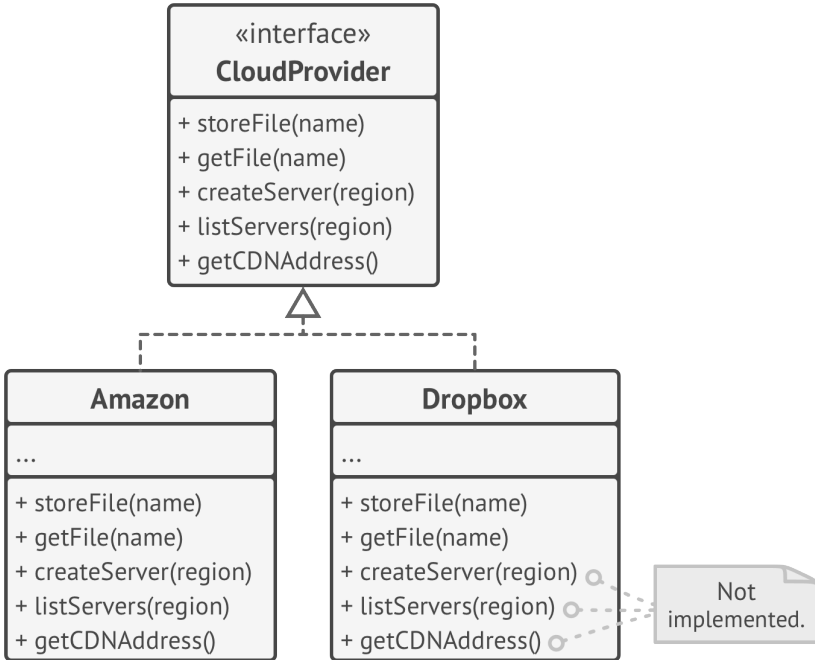 «interface»
CloudProvider
+ storeFile(name)
+ getFile(name)
+ createServer(region)
+ listServers(region)
+ getCDNAddress()
Amazon
...
+ storeFile(name)
+ getFile(name)
+ createServer(region)
+ listServers(region)
+ getCDNAddress()
Dropbox
...
+ storeFile(name)
+ getFile(name)
+ createServer(region)
+ listServers(region)
+ getCDNAddress()
Not
implemented.